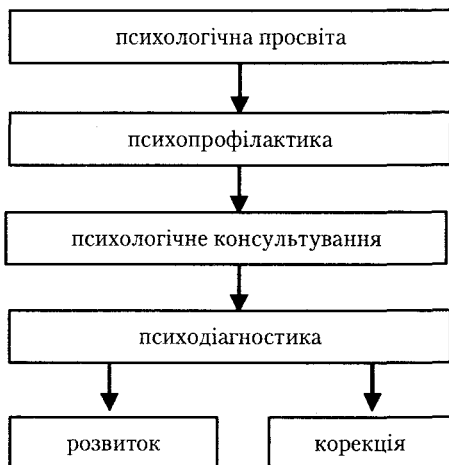 психологічна просвіта
психопрофілактика
психологічне консультування
психодіагностика
розвиток
корекція